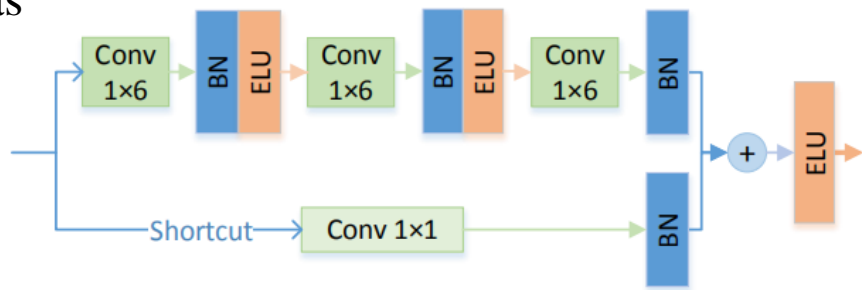 Conv
1×6
BN
ELU
Conv
1×6
BN
ELU
Conv
1×6
BN
+
ELU
Shortcut
Conv 1×1
BN